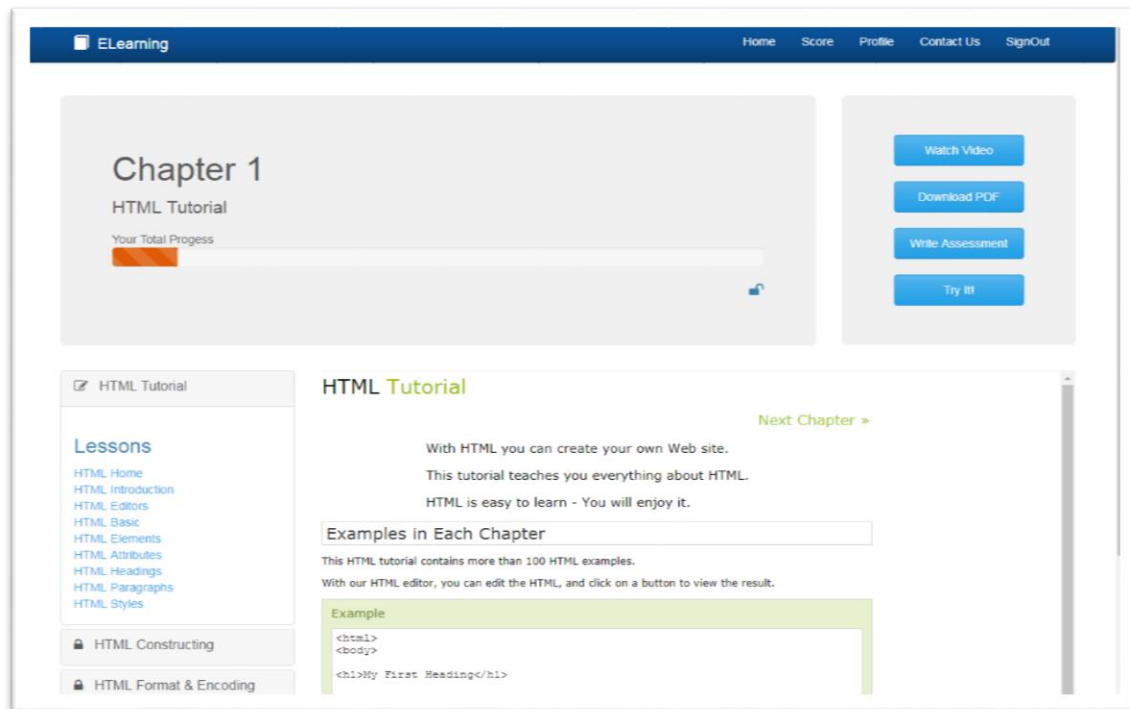 ELearning
Home Score Profile Contact Us SignOut
Chapter 1
HTML Tutorial
Your Total Progess
Watch Video
Download PDF
Write Assessment
Try It!
HTML Tutorial
Lessons
HTML Home
HTML Introduction
HTML Editors
HTML Basic
HTML Elements
HTML Attributes
HTML Headings
HTML Paragraphs
HTML Styles
HTML Constructing
HTML Format & Encoding
HTML Tutorial
Next Chapter »
With HTML you can create your own Web site.
This tutorial teaches you everything about HTML.
HTML is easy to learn - You will enjoy it.
Examples in Each Chapter
This HTML tutorial contains more than 100 HTML examples.
With our HTML editor, you can edit the HTML, and click on a button to view the result.
Example
<html>
<body>
<h1>My First Heading</h1>